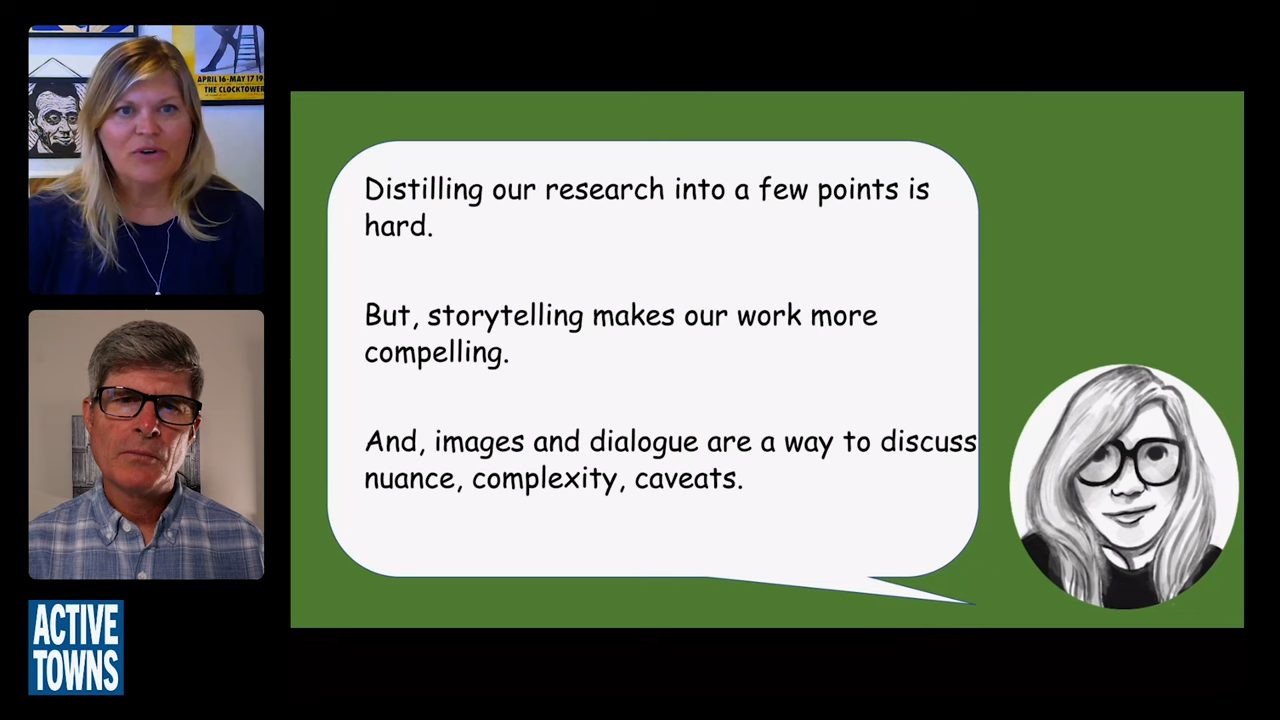 APRIL 16-MAY 17 19
THE CLOCKTOWER
Distilling our research into a few points is
hard.
But, storytelling makes our work more
compelling.
And, images and dialogue are a way to discuss
nuance, complexity, caveats.
ACTIVE
TOWNS